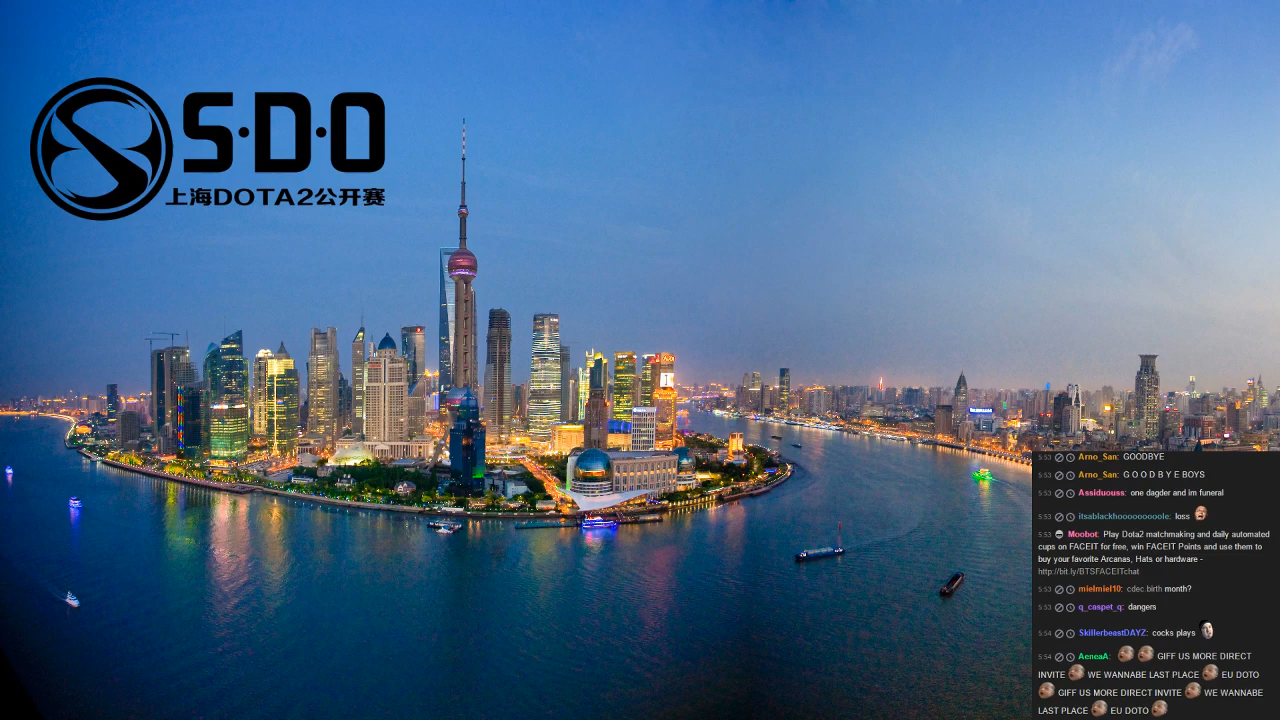 S·D·O
上海DOTA2公开赛
AUDI
5:53 Arno_San: GOODBYE
5:53 Arno_San: G O O D B Y E BOYS
5:53 Assiduouss: one dagder and im funeral
5:53 itsablackhooooooooole: loss
5:53 Moobot: Play Dota2 matchmaking and daily automated
cups on FACEIT for free, win FACEIT Points and use them to
buy your favorite Arcanas, Hats or hardware -
http://bit.ly/BTSFACEITchat
5:53 mielmiel10: cdec.birth month?
5:53 q_caspet_q: dangers
5:54 SkillerbeastDAYZ: cocks plays
5:54 AeneaA: GIFF US MORE DIRECT
INVITE WE WANNABE LAST PLACE EU DOTO
GIFF US MORE DIRECT INVITE WE WANNABE
LAST PLACE EU DOTO